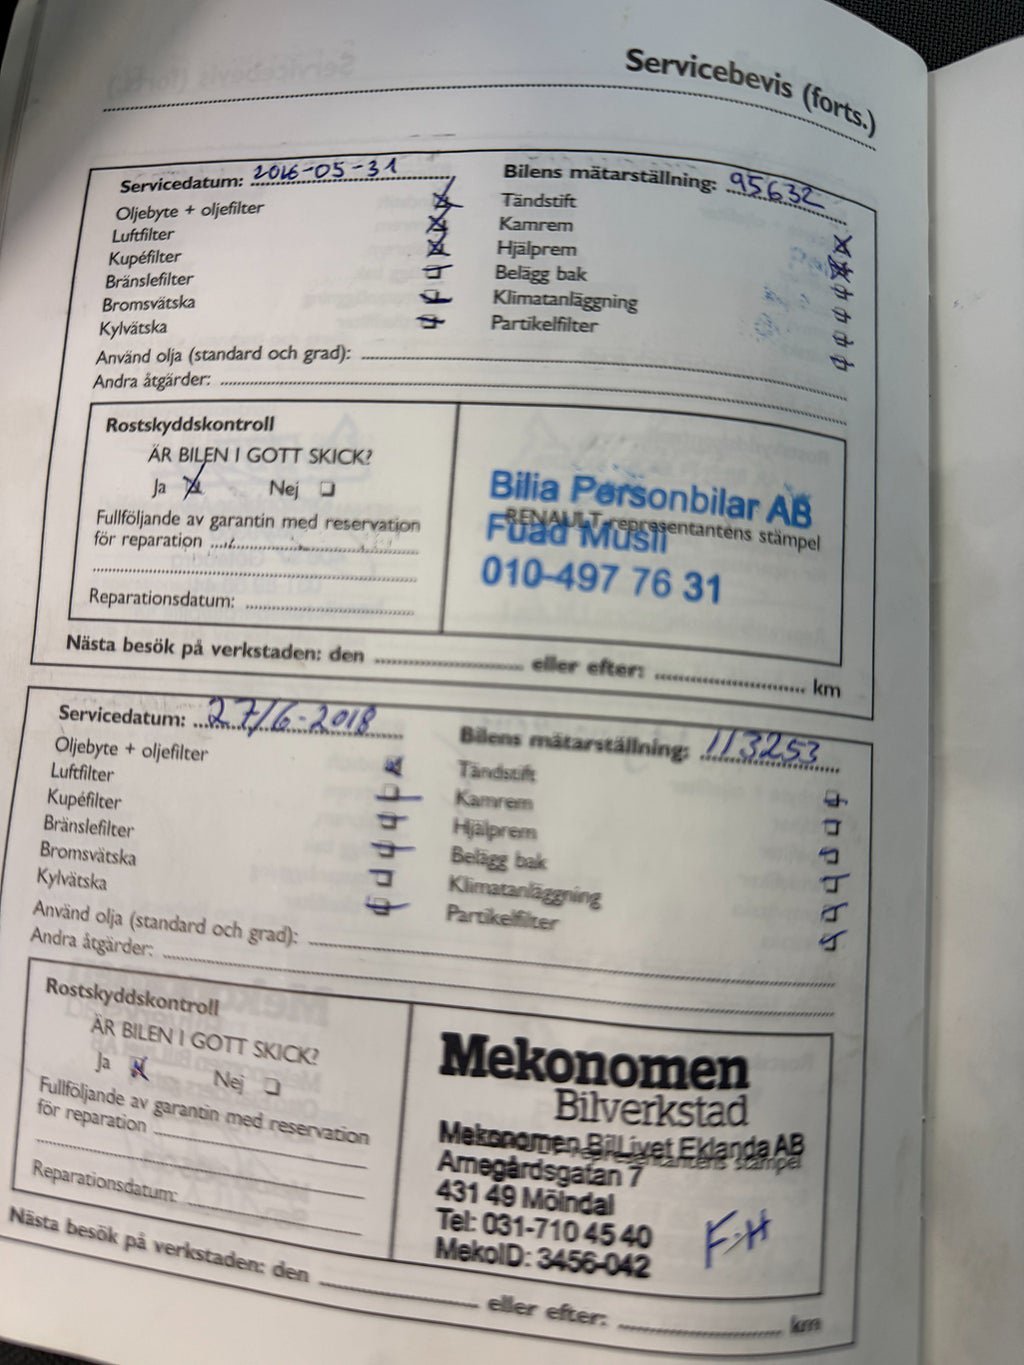 Servicebevis (forts.)
Servicedatum: 2016-05-31 Bilens mätarställning: 95632
Oljebyte + oljefilter Tändstift
Luftfilter Kamrem
Kupéfilter Hjälprem
Bränslefilter Belägg bak
Bromsvätska Klimatanläggning
Kylvätska Partikelfilter
Använd olja (standard och grad):
Andra åtgärder:
Rostskyddskontroll
ÄR BILEN I GOTT SKICK?
Ja Nej
Fullföljande av garantin med reservation
för reparation
Reparationsdatum:
Bilia Personbilar AB
RENAULT-representantens stämpel
Fuad Musli
010-497 76 31
Nästa besök på verkstaden: den eller efter: km
Servicedatum: 27/6-2018 Bilens mätarställning: 113253
Oljebyte + oljefilter Tändstift
Luftfilter Kamrem
Kupéfilter Hjälprem
Bränslefilter Belägg bak
Bromsvätska Klimatanläggning
Kylvätska Partikelfilter
Använd olja (standard och grad):
Andra åtgärder:
Rostskyddskontroll
ÄR BILEN I GOTT SKICK?
Ja Nej
Fullföljande av garantin med reservation
för reparation
Reparationsdatum:
Mekonomen
Bilverkstad
Mekonomen BilLivet Eklanda AB
representantens stämpel
Arnegårdsgatan 7
431 49 Mölndal
Tel: 031-710 45 40
MekoID: 3456-042
F.H
Nästa besök på verkstaden: den eller efter: km